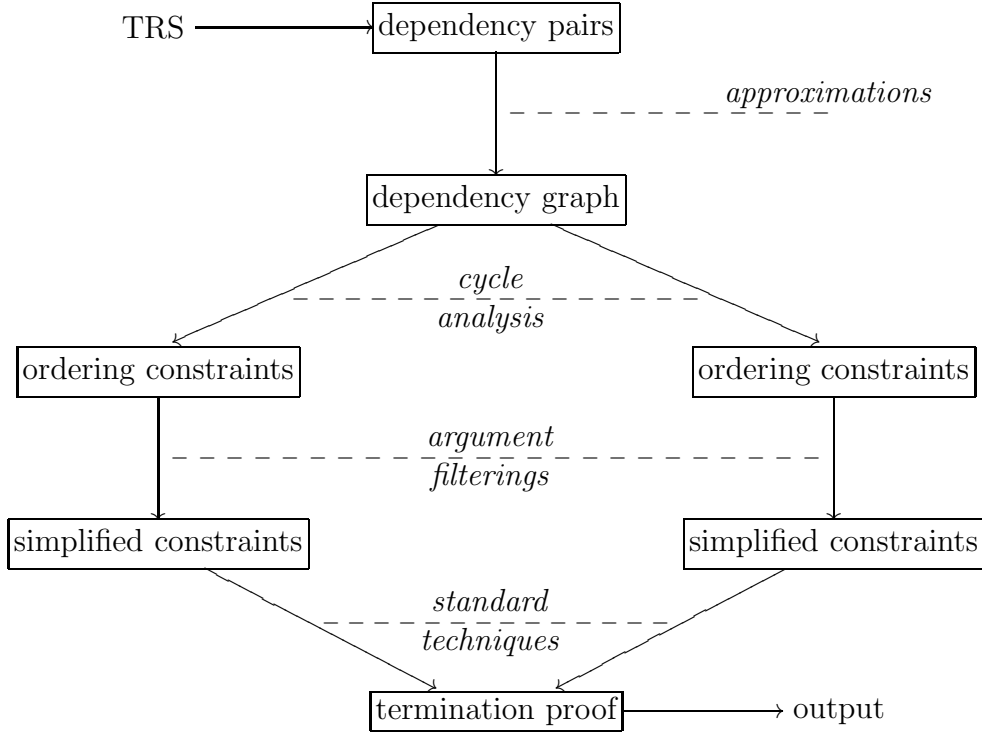 TRS
dependency pairs
approximations
dependency graph
cycle
analysis
ordering constraints
ordering constraints
argument
filterings
simplified constraints
simplified constraints
standard
techniques
termination proof
output